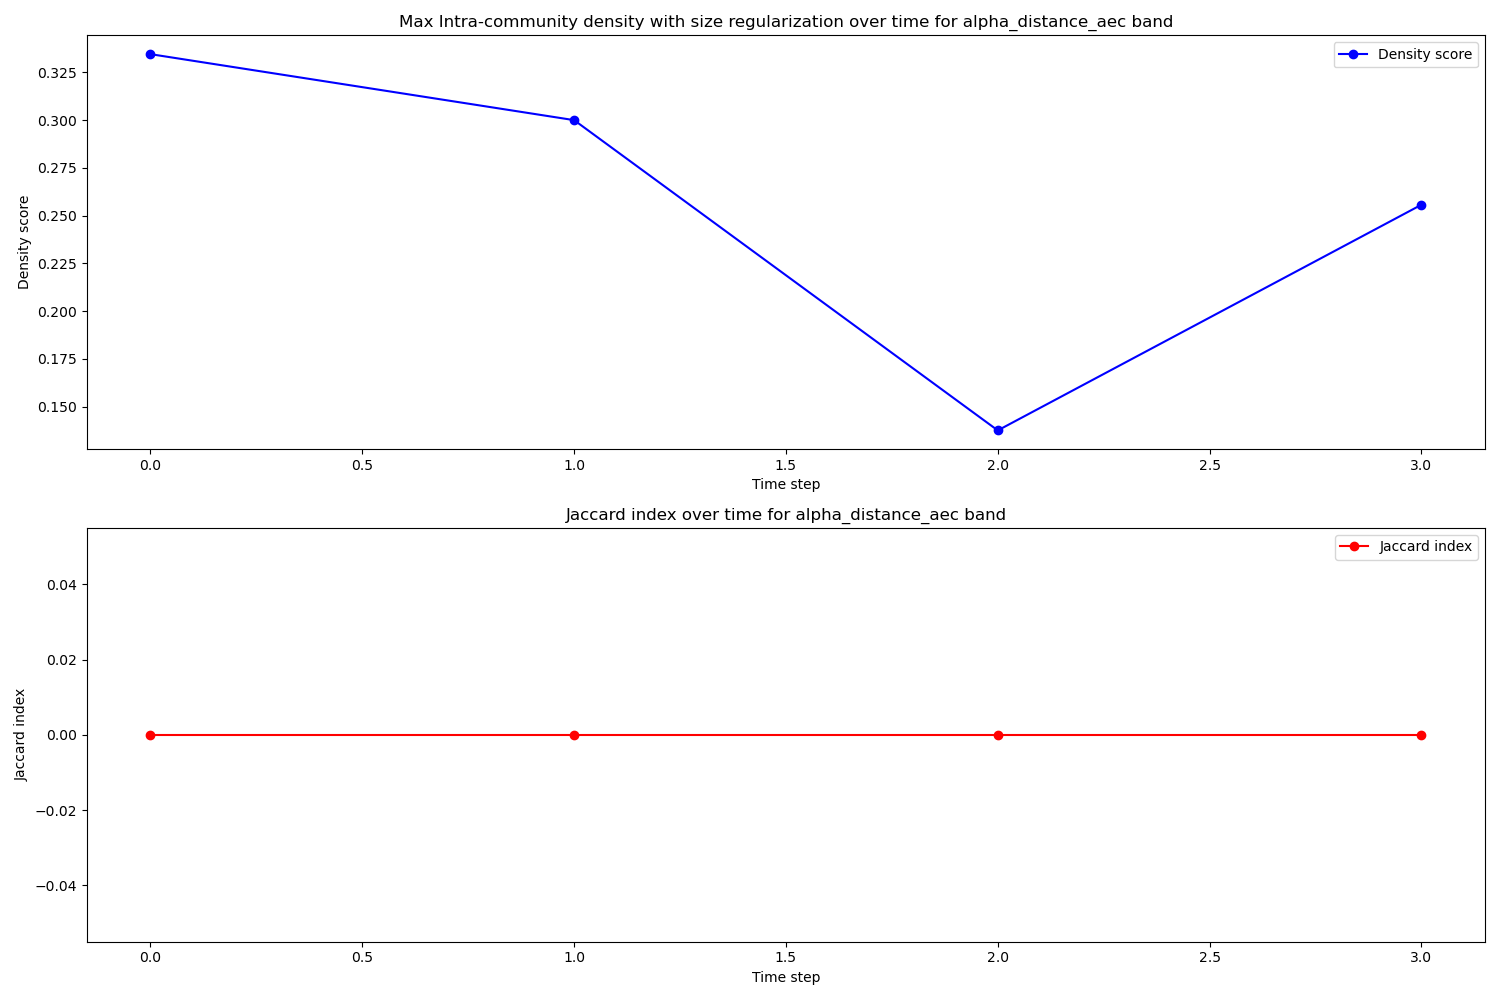 Max Intra-community density with size regularization over time for alpha_distance_aec band
Density score
0.325
0.300
0.275
0.250
0.225
0.200
0.175
0.150
Density score
0.0 0.5 1.0 1.5 2.0 2.5 3.0
Time step
Jaccard index over time for alpha_distance_aec band
Jaccard index
0.04
0.02
0.00
−0.02
−0.04
Jaccard index
0.0 0.5 1.0 1.5 2.0 2.5 3.0
Time step